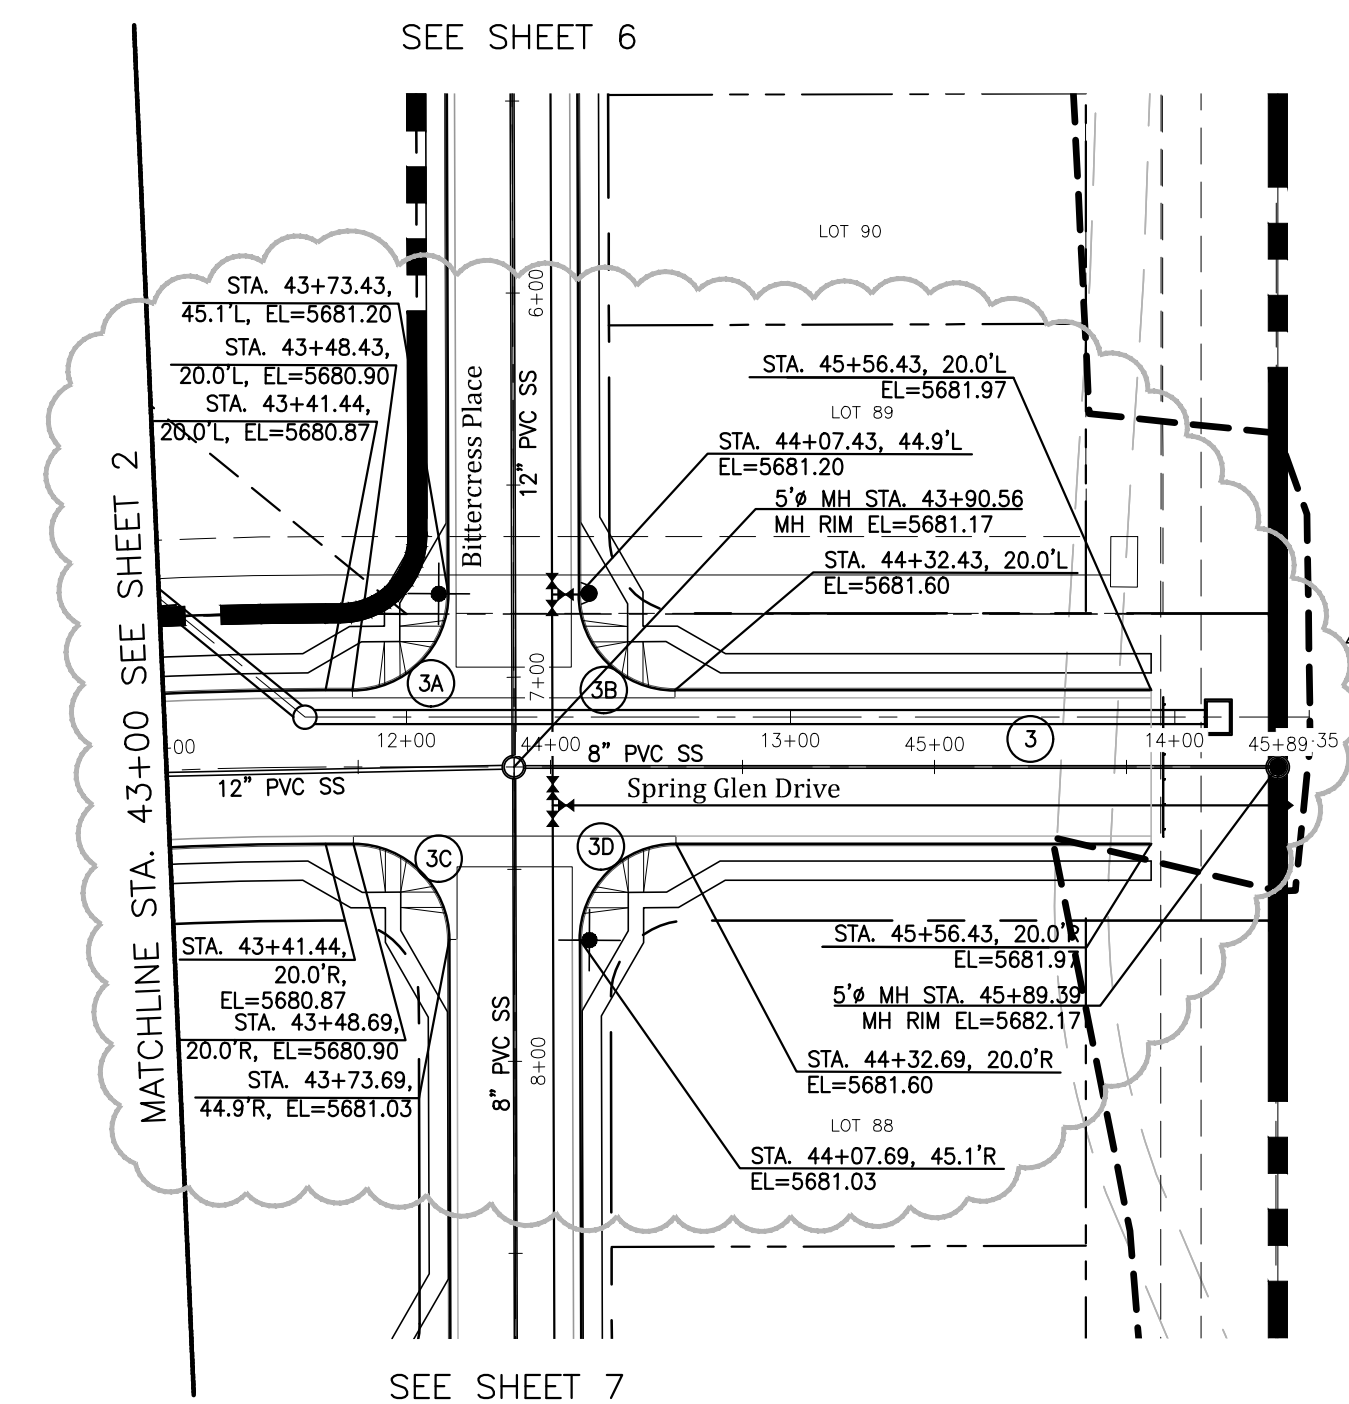 SEE SHEET 6
LOT 90
STA. 43+73.43,
45.1'L, EL=5681.20
STA. 43+48.43,
20.0'L, EL=5680.90
STA. 43+41.44,
20.0'L, EL=5680.87
6+00
Bittercress Place
12" PVC SS
STA. 45+56.43, 20.0'L
EL=5681.97
LOT 89
STA. 44+07.43, 44.9'L
EL=5681.20
5'ø MH STA. 43+90.56
MH RIM EL=5681.17
STA. 44+32.43, 20.0'L
EL=5681.60
MATCHLINE STA. 43+00 SEE SHEET 2
3A
7+00
3B
+00
12+00
44+00
13+00
45+00
3
14+00
45+89
.35
8" PVC SS
12" PVC SS
Spring Glen Drive
3C
3D
STA. 43+41.44,
20.0'R,
EL=5680.87
STA. 43+48.69,
20.0'R, EL=5680.90
STA. 43+73.69,
44.9'R, EL=5681.03
8" PVC SS
8+00
STA. 45+56.43, 20.0'R
EL=5681.97
5'ø MH STA. 45+89.39
MH RIM EL=5682.17
STA. 44+32.69, 20.0'R
EL=5681.60
LOT 88
STA. 44+07.69, 45.1'R
EL=5681.03
SEE SHEET 7